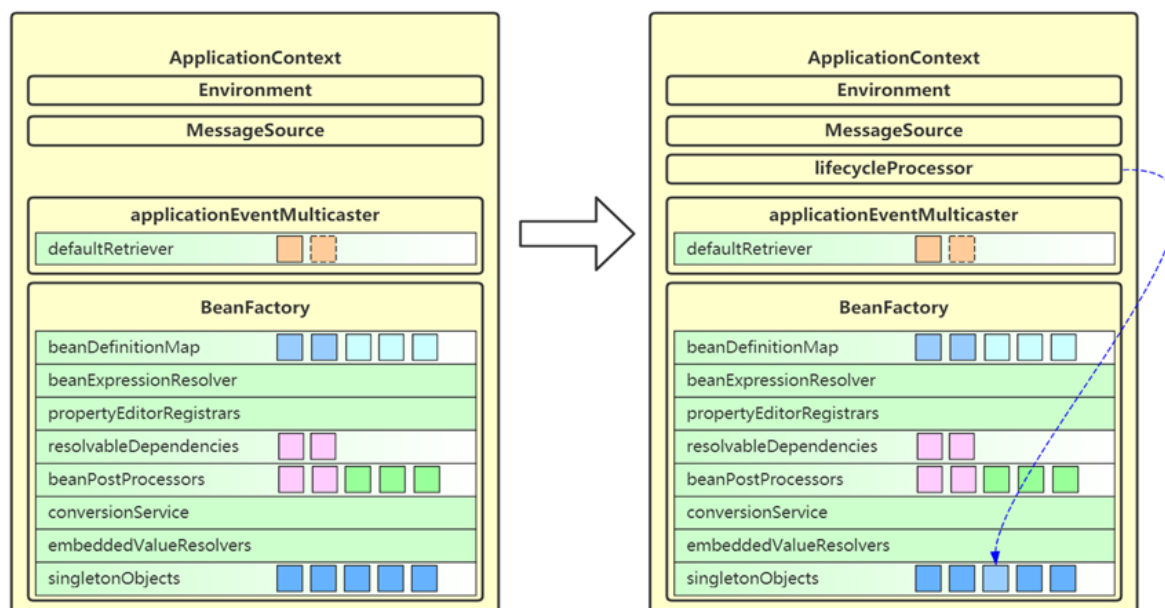 ApplicationContext
Environment
MessageSource
applicationEventMulticaster
defaultRetriever
BeanFactory
beanDefinitionMap
beanExpressionResolver
propertyEditorRegistrars
resolvableDependencies
beanPostProcessors
conversionService
embeddedValueResolvers
singletonObjects
ApplicationContext
Environment
MessageSource
lifecycleProcessor
applicationEventMulticaster
defaultRetriever
BeanFactory
beanDefinitionMap
beanExpressionResolver
propertyEditorRegistrars
resolvableDependencies
beanPostProcessors
conversionService
embeddedValueResolvers
singletonObjects